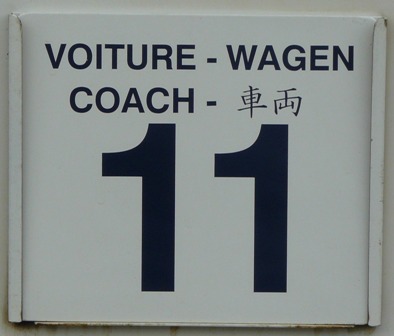 VOITURE - WAGEN
COACH - 車両
11